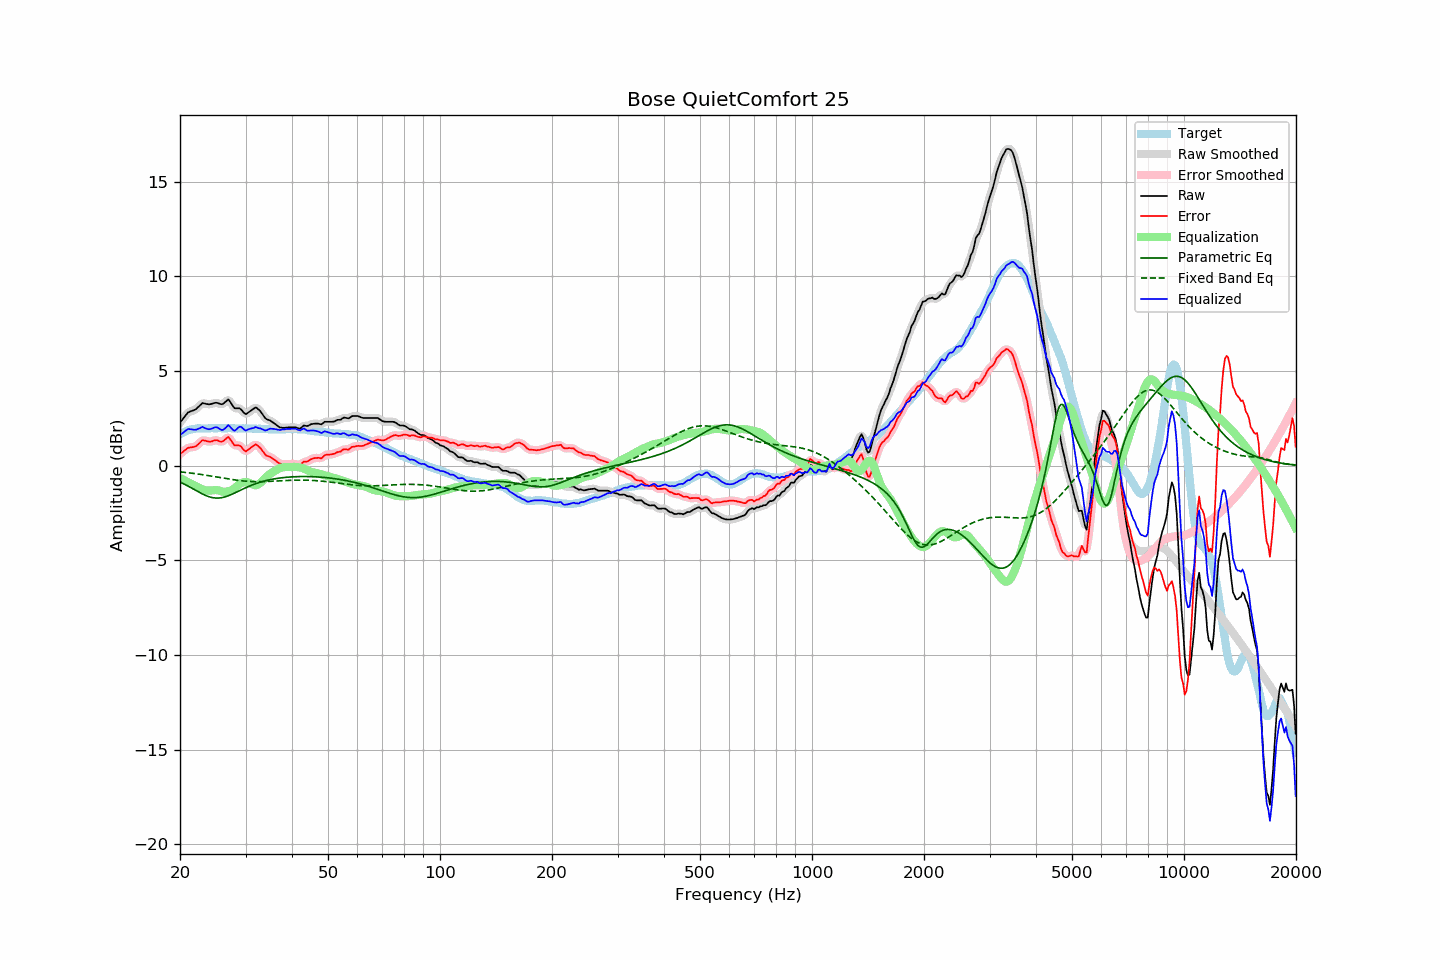 Bose QuietComfort 25
Target
Raw Smoothed
Error Smoothed
Raw
Error
Equalization
Parametric Eq
Fixed Band Eq
Equalized
Amplitude (dBr)
15
10
5
0
−5
−10
−15
−20
20 50 100 200 500 1000 2000 5000 10000 20000
Frequency (Hz)